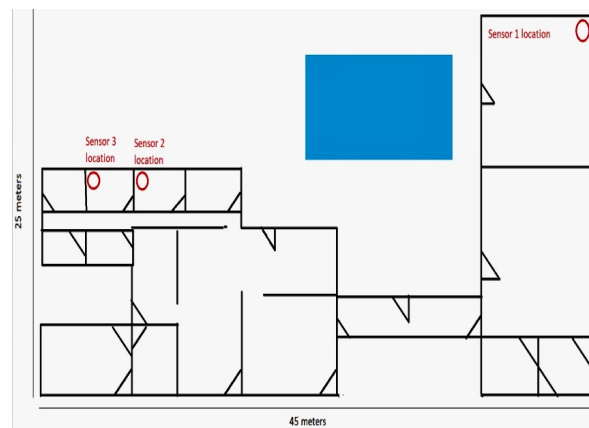 Sensor 1 location
Sensor 3
location
Sensor 2
location
25 meters
45 meters